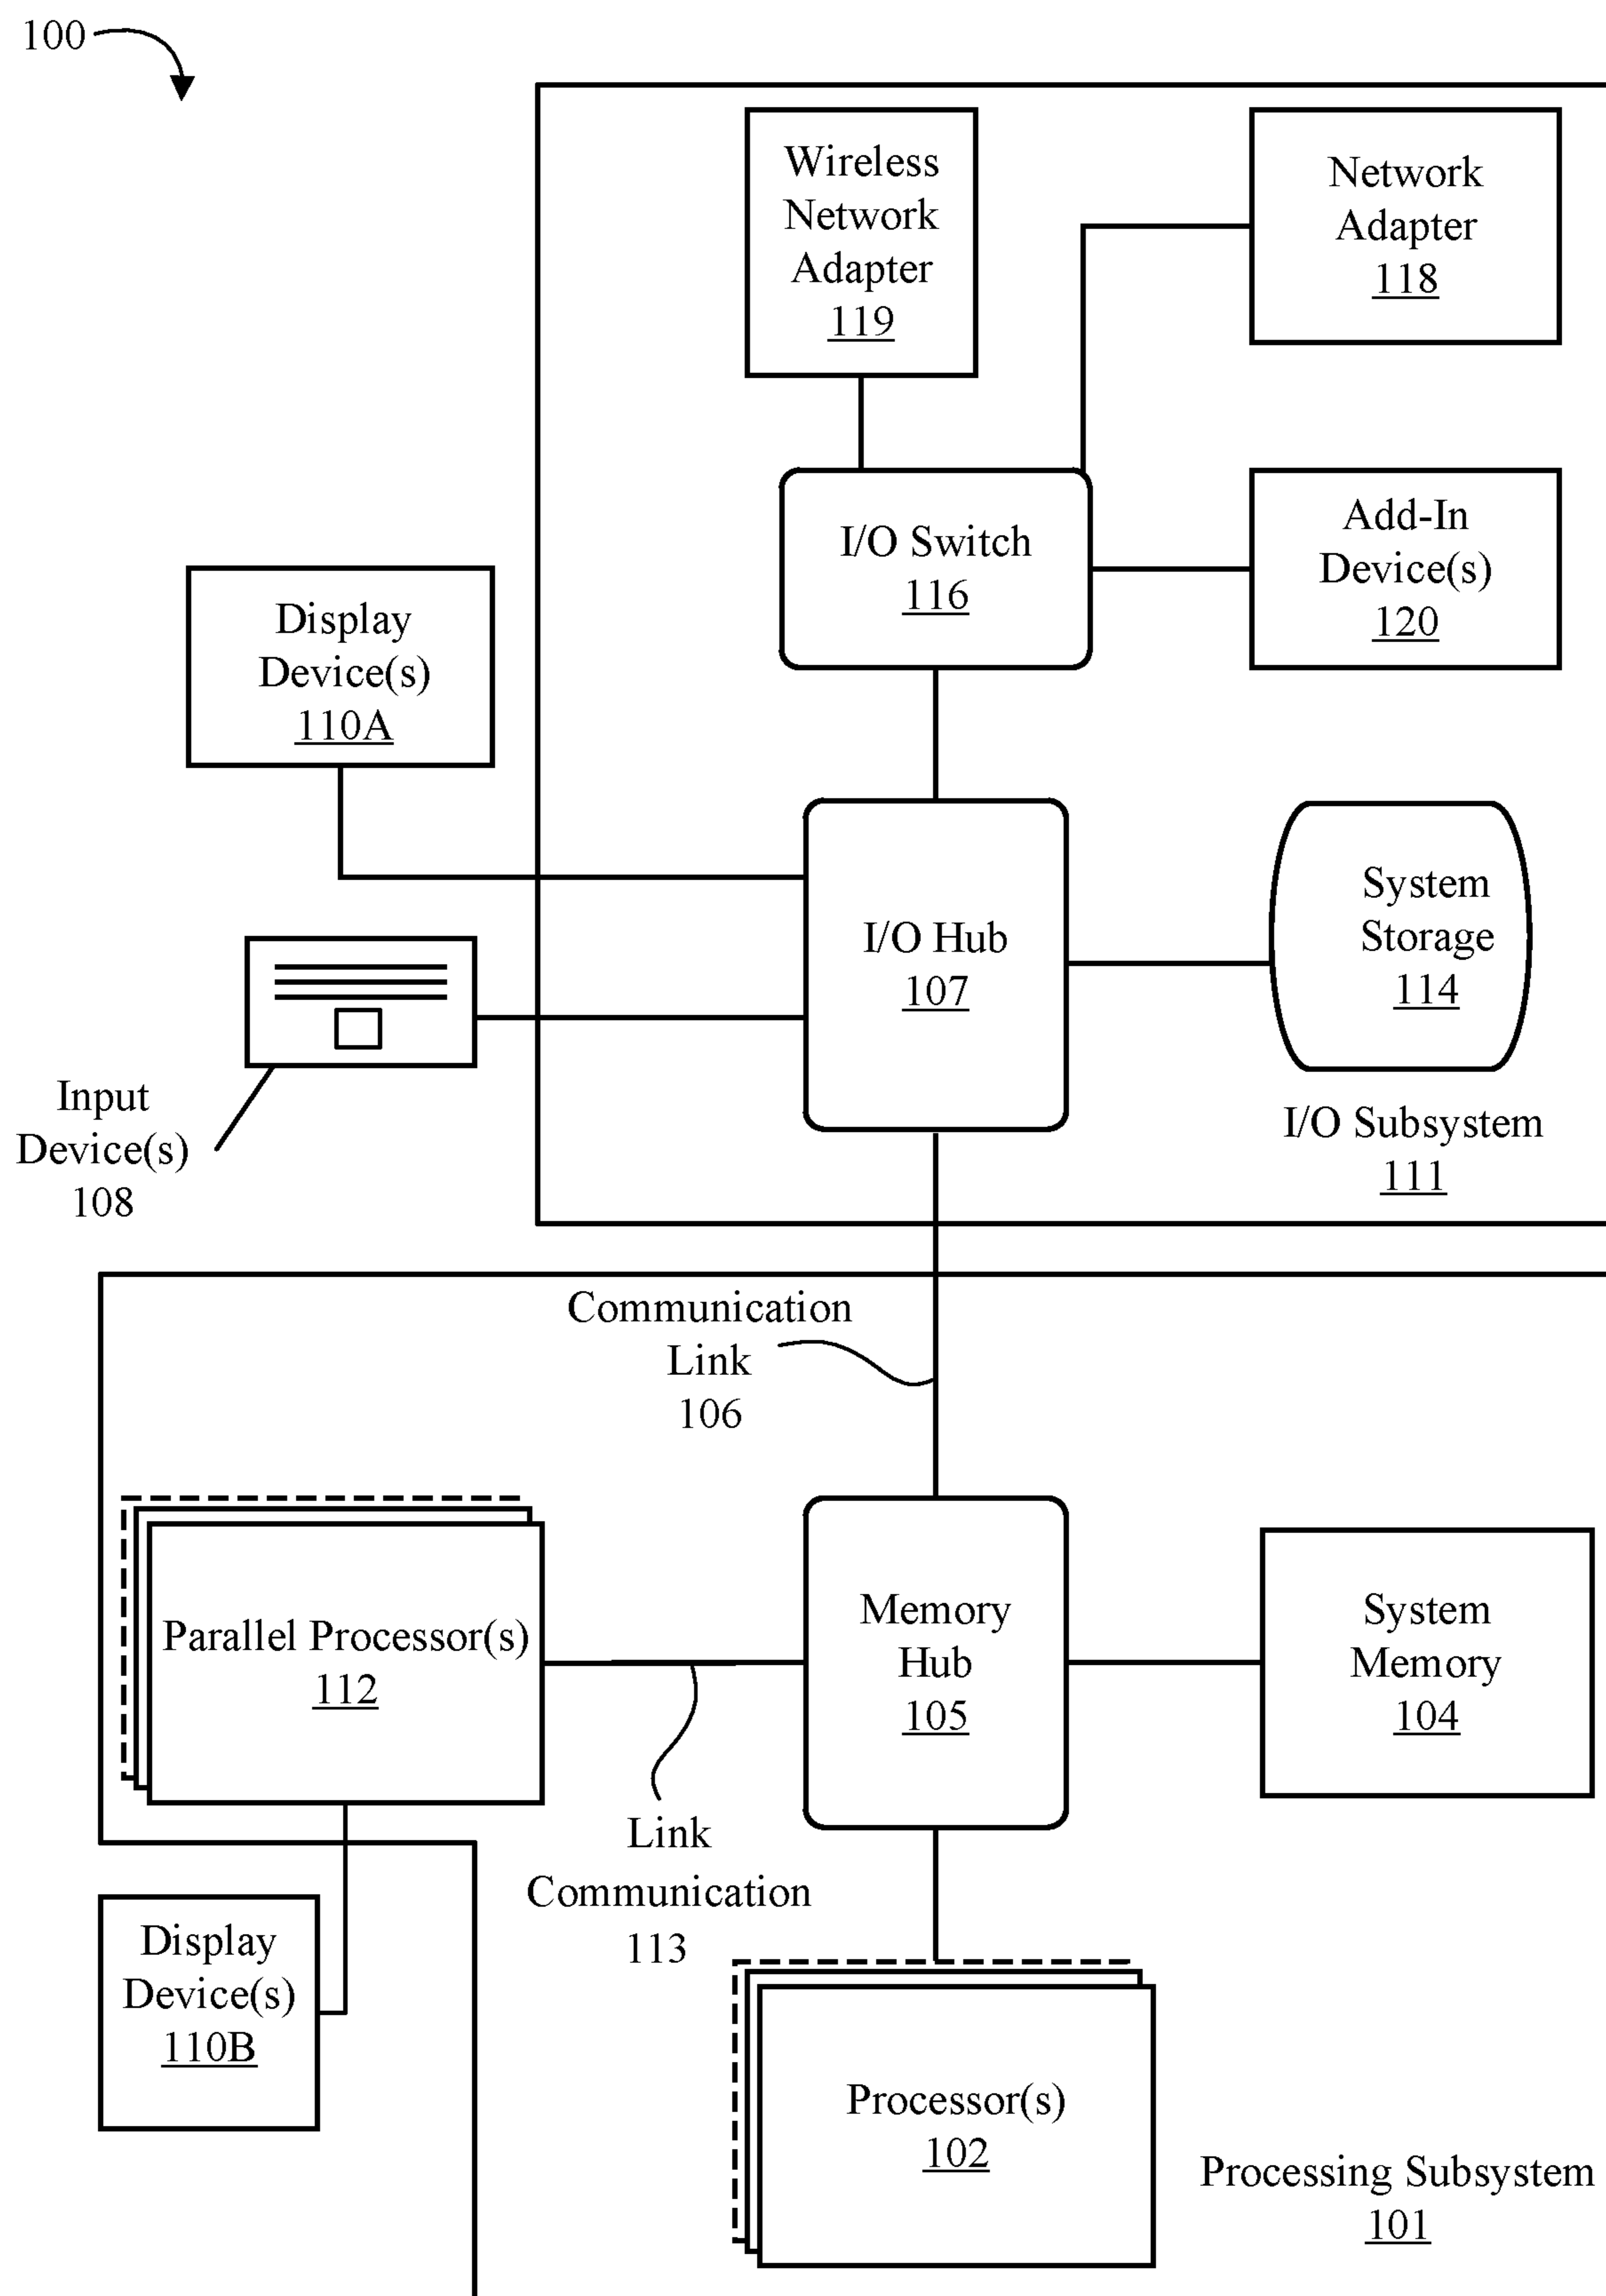 100
Wireless
Network
Adapter
119
Network
Adapter
118
I/O Switch
116
Add-In
Device(s)
120
Display
Device(s)
110A
I/O Hub
107
System
Storage
114
Input
Device(s)
108
I/O Subsystem
111
Communication
Link
106
Parallel Processor(s)
112
Memory
Hub
105
System
Memory
104
Link
Communication
113
Display
Device(s)
110B
Processor(s)
102
Processing Subsystem
101